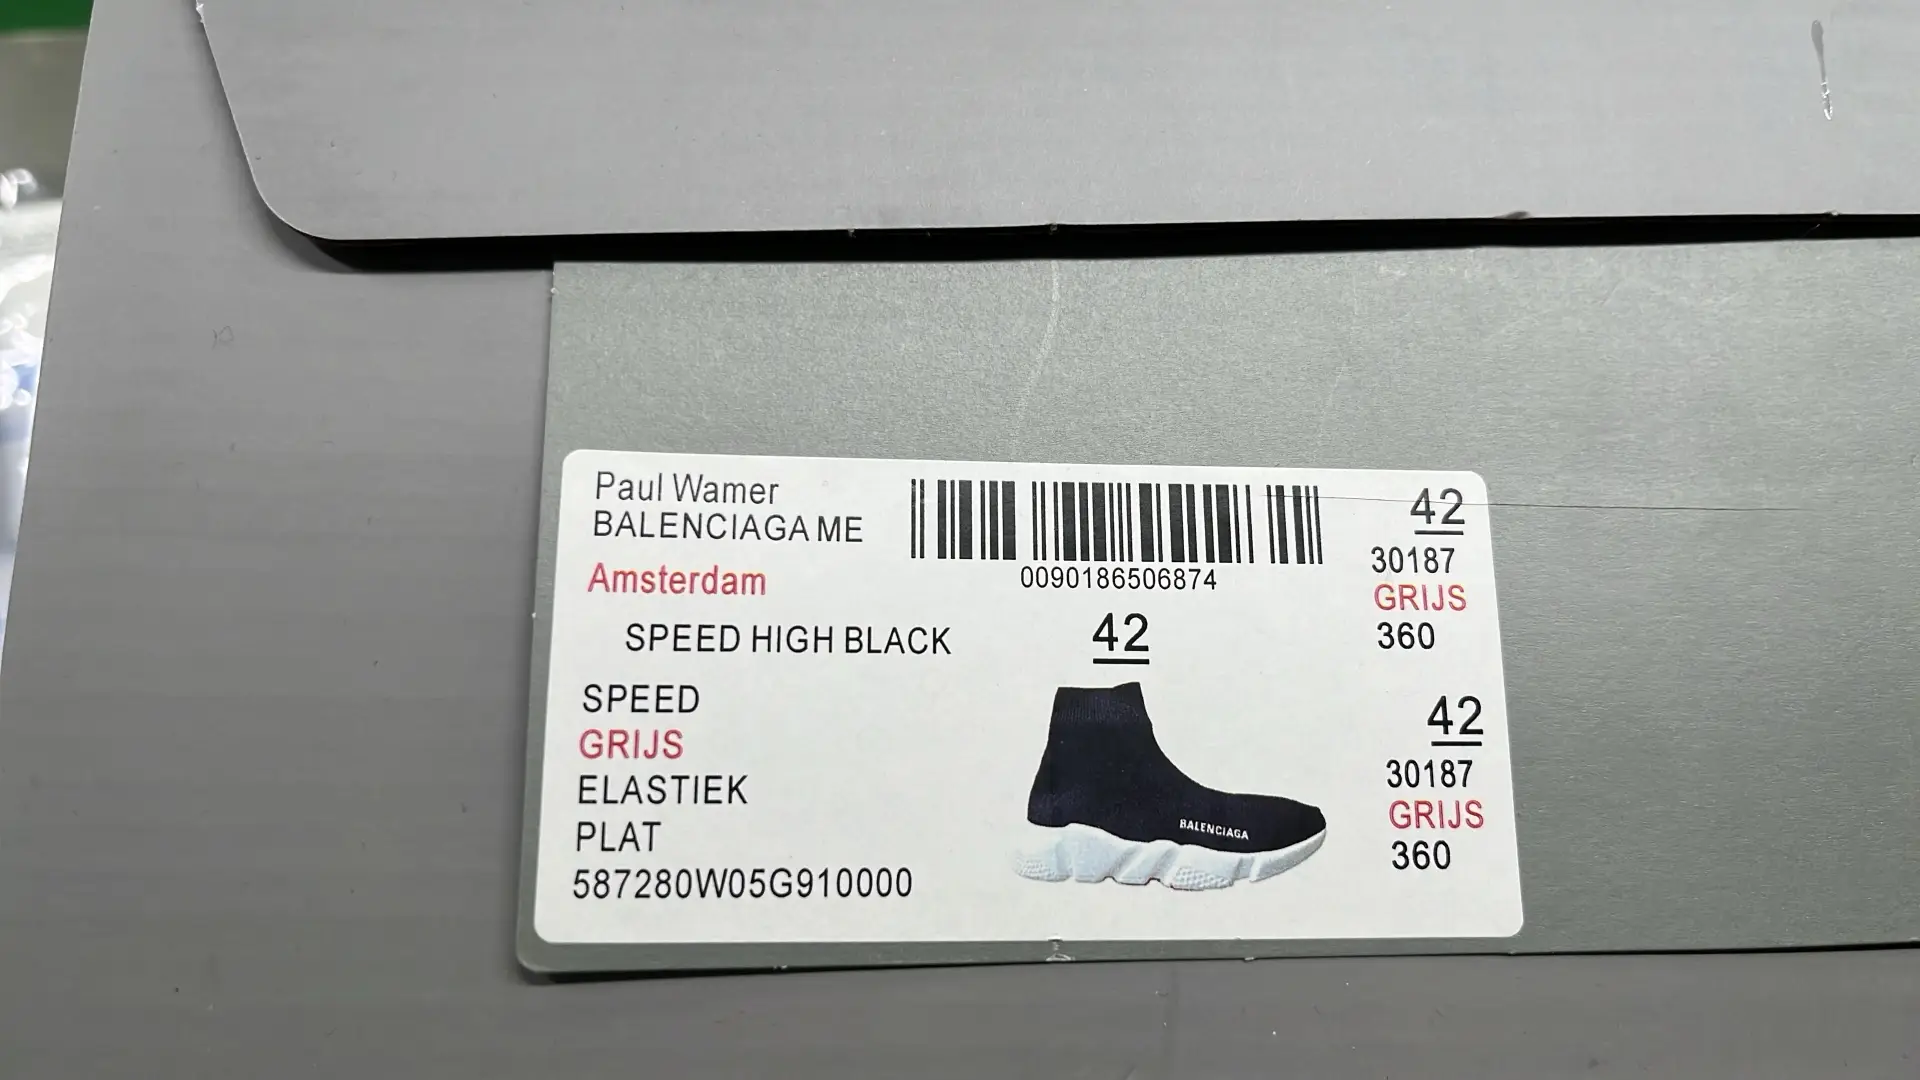 Paul Wamer
BALENCIAGA ME
Amsterdam
SPEED HIGH BLACK
SPEED
GRIJS
ELASTIEK
PLAT
587280W05G910000
0090186506874
42
BALENCIAGA
42
30187
GRIJS
360
42
30187
GRIJS
360